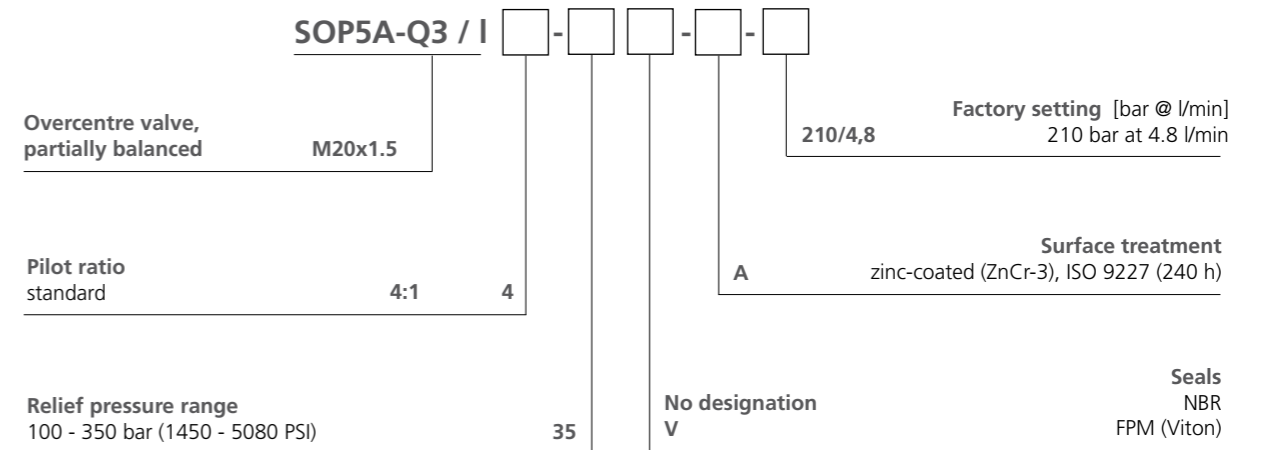 SOP5A-Q3 / I - - -
Factory setting [bar @ l/min]
210/4,8 210 bar at 4.8 l/min
Overcentre valve,
partially balanced M20x1.5
Surface treatment
A zinc-coated (ZnCr-3), ISO 9227 (240 h)
Pilot ratio
standard 4:1 4
Seals
No designation NBR
V FPM (Viton)
Relief pressure range
100 - 350 bar (1450 - 5080 PSI) 35